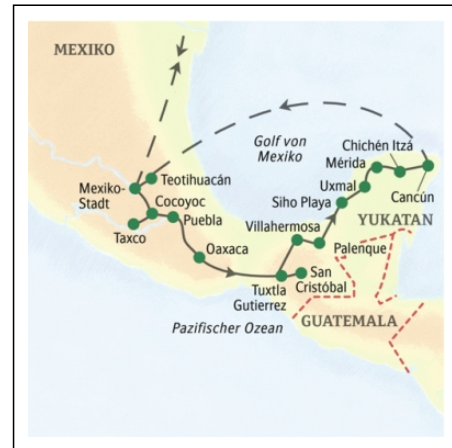 MEXIKO
Golf von
Mexiko
Chichén Itzá
Mérida
Teotihuacán
Mexiko-
Stadt
Cocoyoc
Uxmal
Cancún
Siho Playa
Puebla
YUKATAN
Taxco
Villahermosa
Oaxaca
Palenque
San
Cristóbal
Tuxtla
Gutierrez
GUATEMALA
Pazifischer Ozean